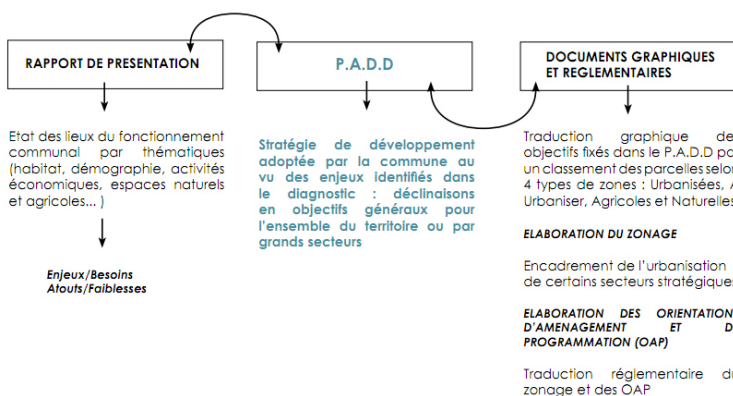 RAPPORT DE PRESENTATION
Etat des lieux du fonctionnement
communal par thématiques
(habitat, démographie, activités
économiques, espaces naturels
et agricoles... )
Enjeux/Besoins
Atouts/Faiblesses
P.A.D.D
Stratégie de développement
adoptée par la commune au
vu des enjeux identifiés dans
le diagnostic : déclinaisons
en objectifs généraux pour
l'ensemble du territoire ou par
grands secteurs
DOCUMENTS GRAPHIQUES
ET REGLEMENTAIRES
Traduction graphique
objectifs fixés dans le P.A.D.D
un classement des parcelles
4 types de zones : Urbanisées,
Urbaniser, Agricoles et Naturelles
ELABORATION DU ZONAGE
Encadrement de l'urbanisation
de certains secteurs stratégiques
ELABORATION DES
D'AMENAGEMENT ET
PROGRAMMATION (OAP)
Traduction réglementaire
zonage et des OAP